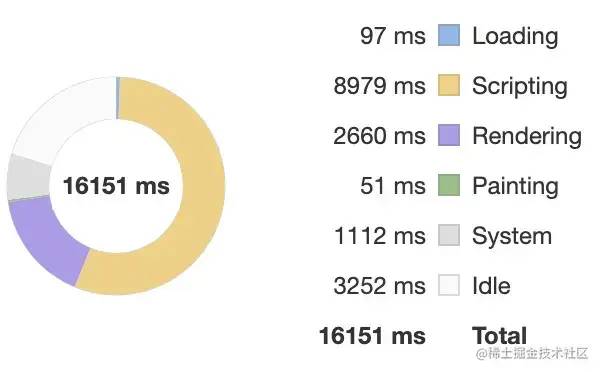 97 ms Loading
8979 ms Scripting
2660 ms Rendering
16151 ms
51 ms Painting
1112 ms System
3252 ms Idle
16151 ms Total
@稀土掘金技术社区